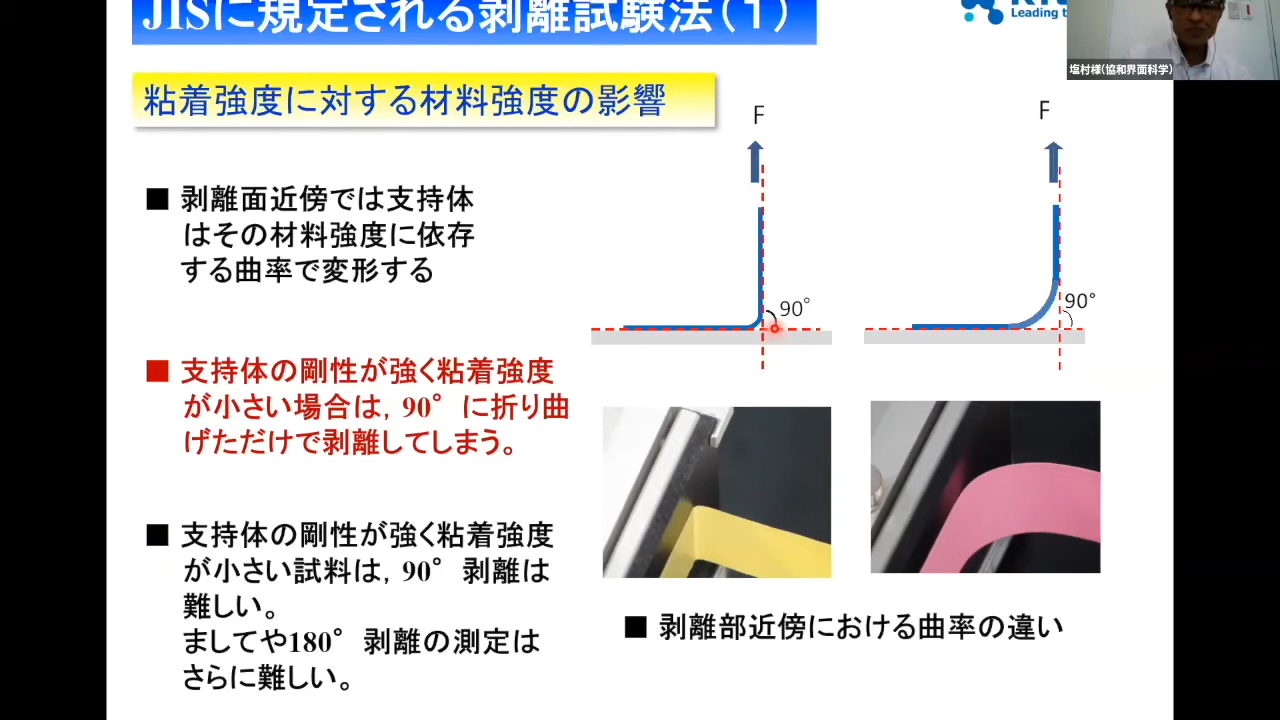 JISに規定される剥離試験法(1)
Leading t
塩村様(協和界面科学)
粘着強度に対する材料強度の影響
F
F
■ 剥離面近傍では支持体
はその材料強度に依存
する曲率で変形する
90°
90°
■ 支持体の剛性が強く粘着強度
が小さい場合は, 90°に折り曲
げただけで剥離してしまう。
■ 支持体の剛性が強く粘着強度
が小さい試料は, 90°剥離は
難しい。
ましてや180°剥離の測定は
さらに難しい。
■ 剥離部近傍における曲率の違い